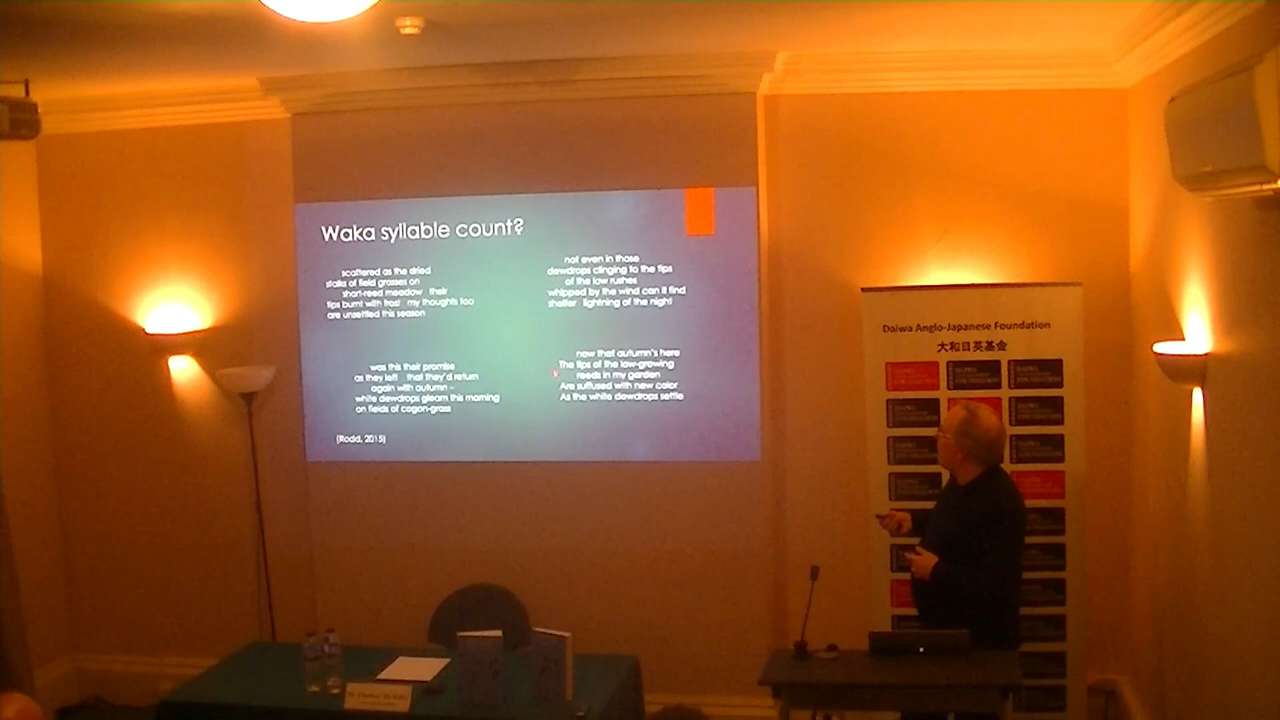 Waka syllable count?
scattered as the dried
stalks of field grasses on
short-reed meadow their
tips burnt with frost my thoughts too
are unsettled this season
not even in those
dewdrops clinging to the tips
of the low rushes
whipped by the wind can it find
shelter lightning of the night
was this their promise
as they left that they'd return
again with autumn –
white dewdrops gleam this morning
on fields of cogon-grass
now that autumn's here
The tips of the low-growing
reeds in my garden
Are suffused with new color
As the white dewdrops settle
(Rodd, 2015)
Daiwa Anglo-Japanese Foundation
大和日英基金